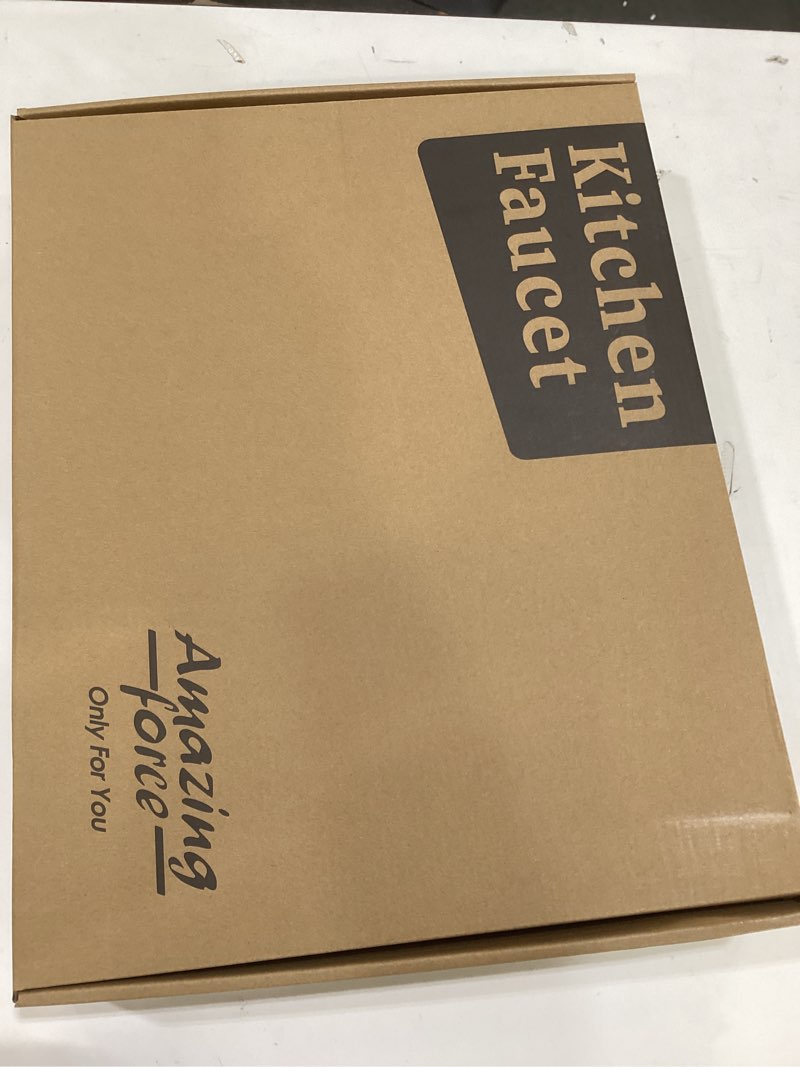 Kitchen
Faucet
Amazing
force
Only For You